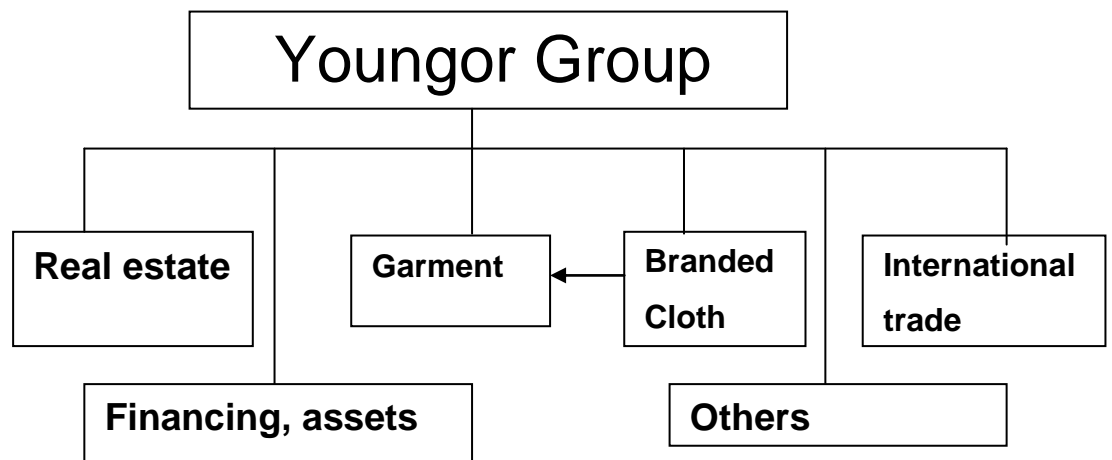 Youngor Group
Real estate
Garment
Branded
Cloth
International
trade
Financing, assets
Others